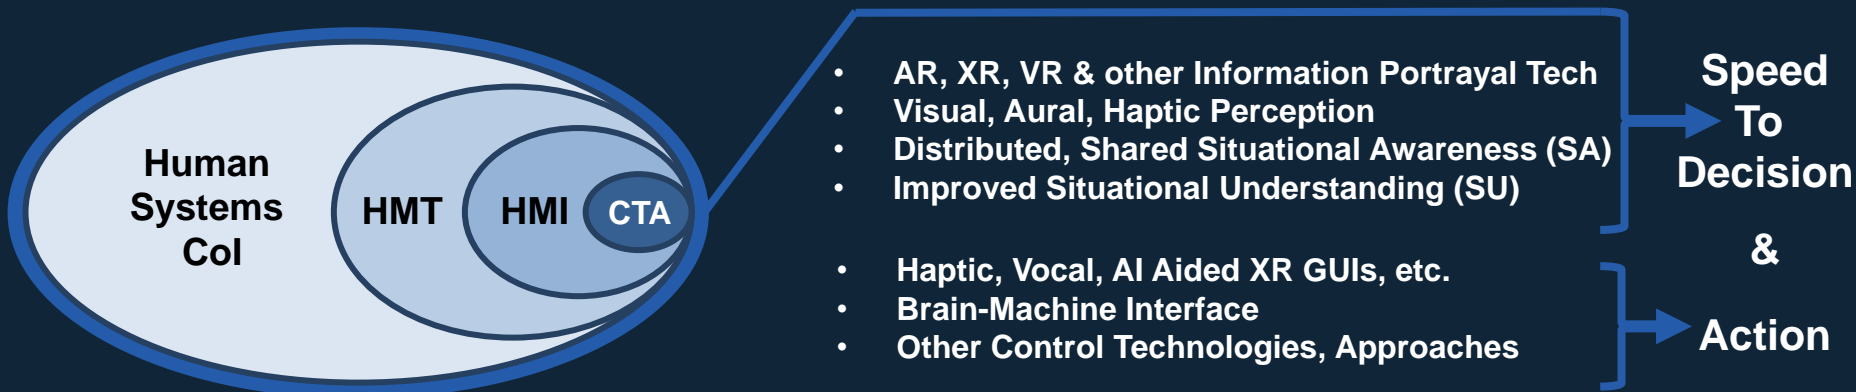 Human
Systems
CoI
HMT
HMI
CTA
• AR, XR, VR & other Information Portrayal Tech
• Visual, Aural, Haptic Perception
• Distributed, Shared Situational Awareness (SA)
• Improved Situational Understanding (SU)
• Haptic, Vocal, AI Aided XR GUIs, etc.
• Brain-Machine Interface
• Other Control Technologies, Approaches
Speed
To
Decision
&
Action